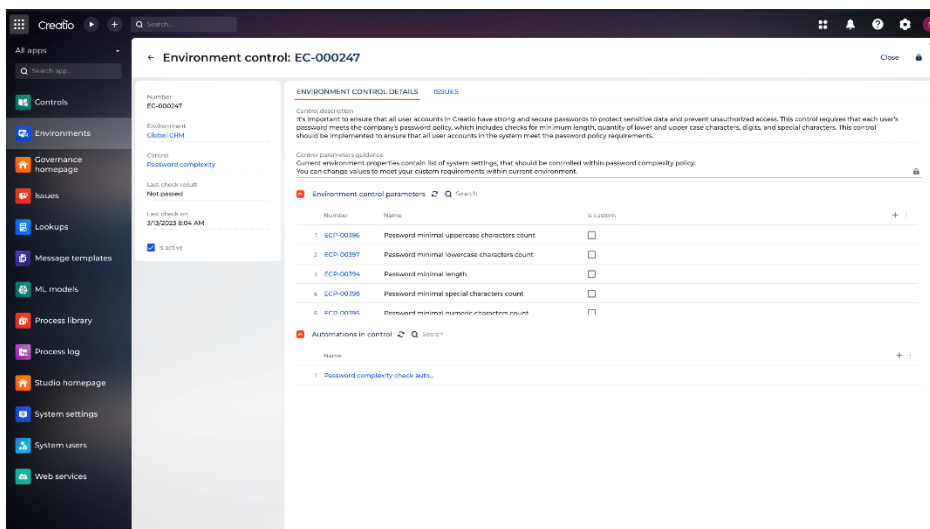 Creatio
Search...
All apps
Search app...
Controls
Environments
Governance
homepage
Issues
Lookups
Message templates
ML models
Process library
Process log
Studio homepage
System settings
System users
Web services
← Environment control: EC-000247
Close
Number
EC-000247
Environment
Global CRM
Control
Password complexity
Last check result
Not passed
Last check on
3/13/2023 8:04 AM
Is active
ENVIRONMENT CONTROL DETAILS ISSUES
Control description
It's important to ensure that all user accounts in Creatio have strong and secure passwords to protect sensitive data and prevent unauthorized access. This control requires that each user's
password meets the company's password policy, which includes checks for minimum length, quantity of lower and upper case characters, digits, and special characters. This control
should be implemented to ensure that all user accounts in the system meet the password policy requirements.
Control parameters guidance
Current environment properties contain list of system settings, that should be controlled within password complexity policy.
You can change values to meet your custom requirements within current environment.
Environment control parameters Search
Number Name Is custom
1 ECP-00396 Password minimal uppercase characters count
2 ECP-00397 Password minimal lowercase characters count
3 ECP-00394 Password minimal length
4 ECP-00398 Password minimal special characters count
5 ECP-00395 Password minimal numeric characters count
Automations in control Search
Name
1 Password complexity check auto...